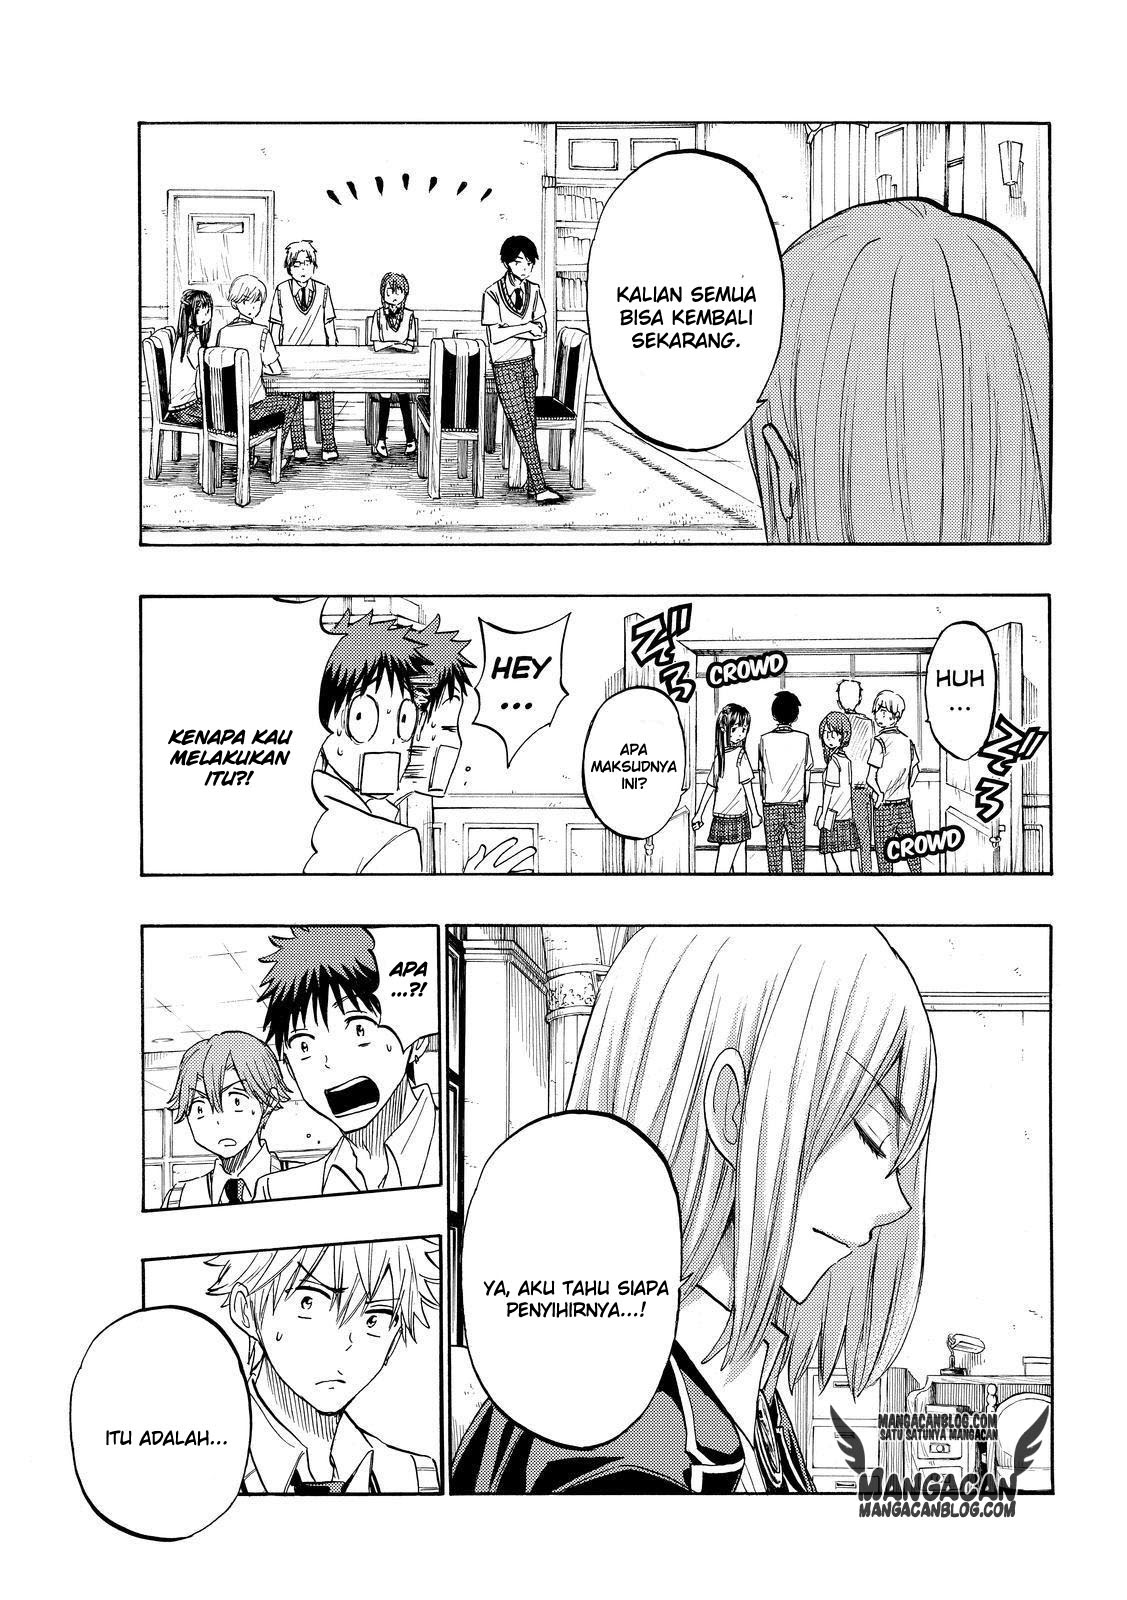 KALIAN SEMUA
BISA KEMBALI
SEKARANG.
HUH
...
CROWD
CROWD
APA
MAKSUDNYA
INI?
HEY
...
KENAPA KAU
MELAKUKAN
ITU?!
APA
...?!
YA, AKU TAHU SIAPA
PENYIHIRNYA...!
ITU ADALAH...
MANGACANBLOG.COM
SATU SATUNYA MANGACAN
MANGACAN
MANGACANBLOG.COM